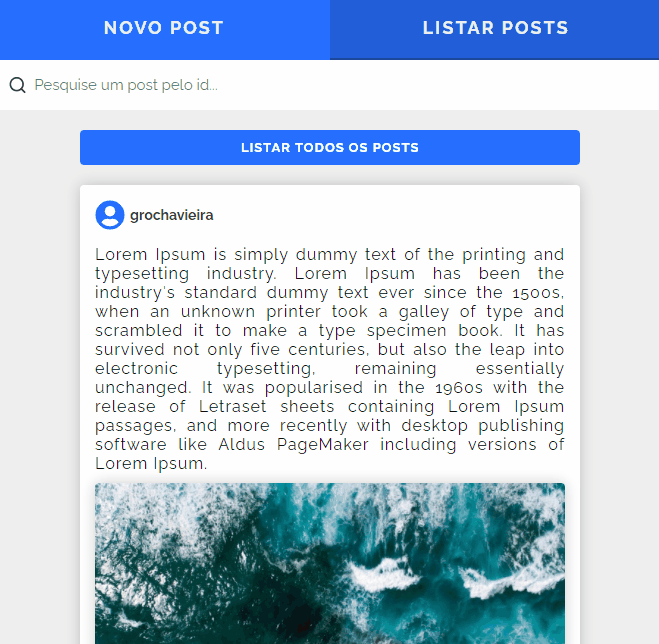 NOVO POST
LISTAR POSTS
Pesquise um post pelo id...
LISTAR TODOS OS POSTS
grochavieira
Lorem Ipsum is simply dummy text of the printing and
typesetting industry. Lorem Ipsum has been the
industry's standard dummy text ever since the 1500s,
when an unknown printer took a galley of type and
scrambled it to make a type specimen book. It has
survived not only five centuries, but also the leap into
electronic typesetting, remaining essentially
unchanged. It was popularised in the 1960s with the
release of Letraset sheets containing Lorem Ipsum
passages, and more recently with desktop publishing
software like Aldus PageMaker including versions of
Lorem Ipsum.